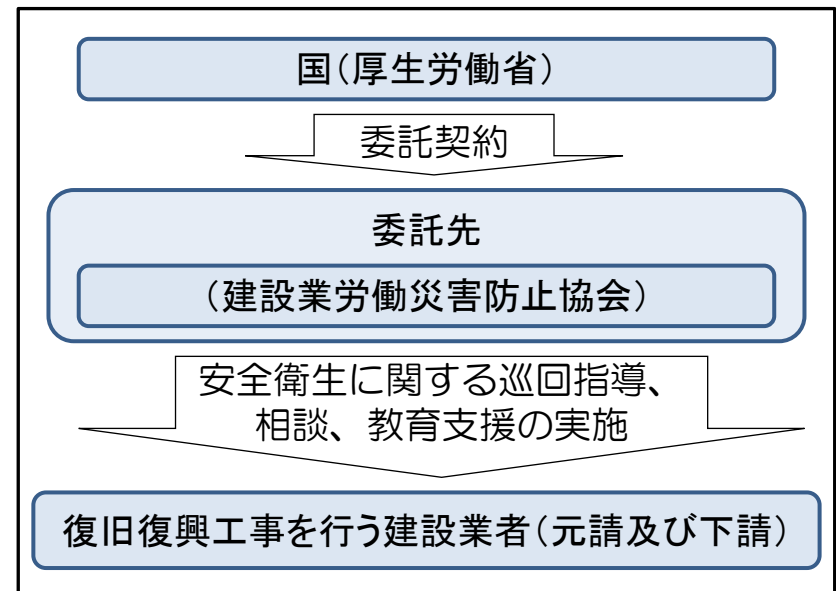 国（厚生労働省）
委託契約
委託先
（建設業労働災害防止協会）
安全衛生に関する巡回指導、
相談、教育支援の実施
復旧復興工事を行う建設業者（元請及び下請）